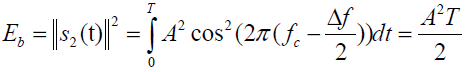 E_b = ‖s_2(t)‖^2 = ∫_0^T A^2 cos^2(2π(f_c − Δf/2))dt = A^2T/2